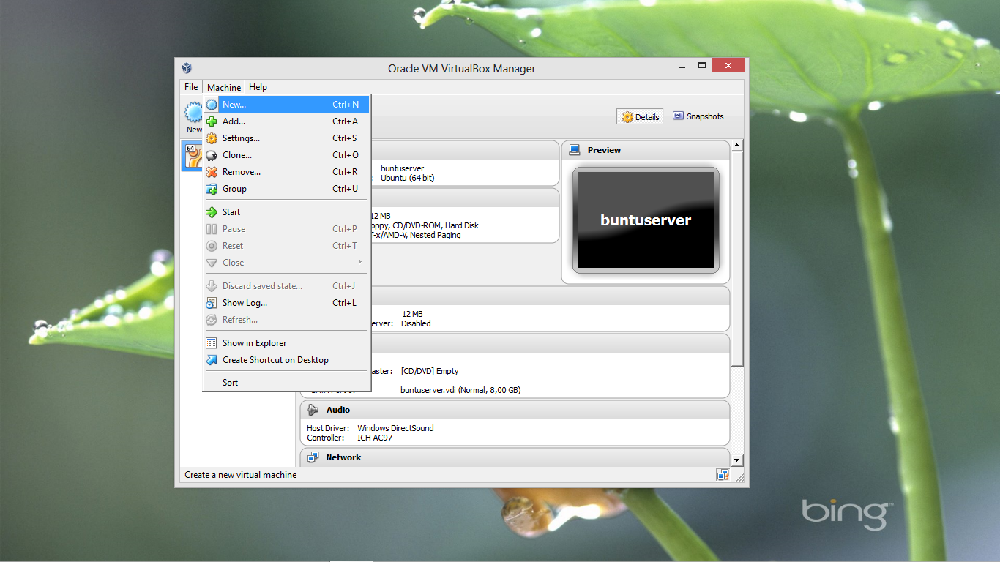 Oracle VM VirtualBox Manager
File Machine Help
New
New... Ctrl+N
Add... Ctrl+A
Settings... Ctrl+S
Clone... Ctrl+O
Remove... Ctrl+R
Group Ctrl+U
Start
Pause Ctrl+P
Reset Ctrl+T
Close
Discard saved state... Ctrl+J
Show Log... Ctrl+L
Refresh...
Show in Explorer
Create Shortcut on Desktop
Sort
Details Snapshots
64
buntuserver
Ubuntu (64 bit)
12 MB
oppy, CD/DVD-ROM, Hard Disk
T-x/AMD-V, Nested Paging
Preview
buntuserver
12 MB
erver: Disabled
aster: [CD/DVD] Empty
buntuserver.vdi (Normal, 8,00 GB)
Audio
Host Driver: Windows DirectSound
Controller: ICH AC97
Network
Create a new virtual machine
bing™